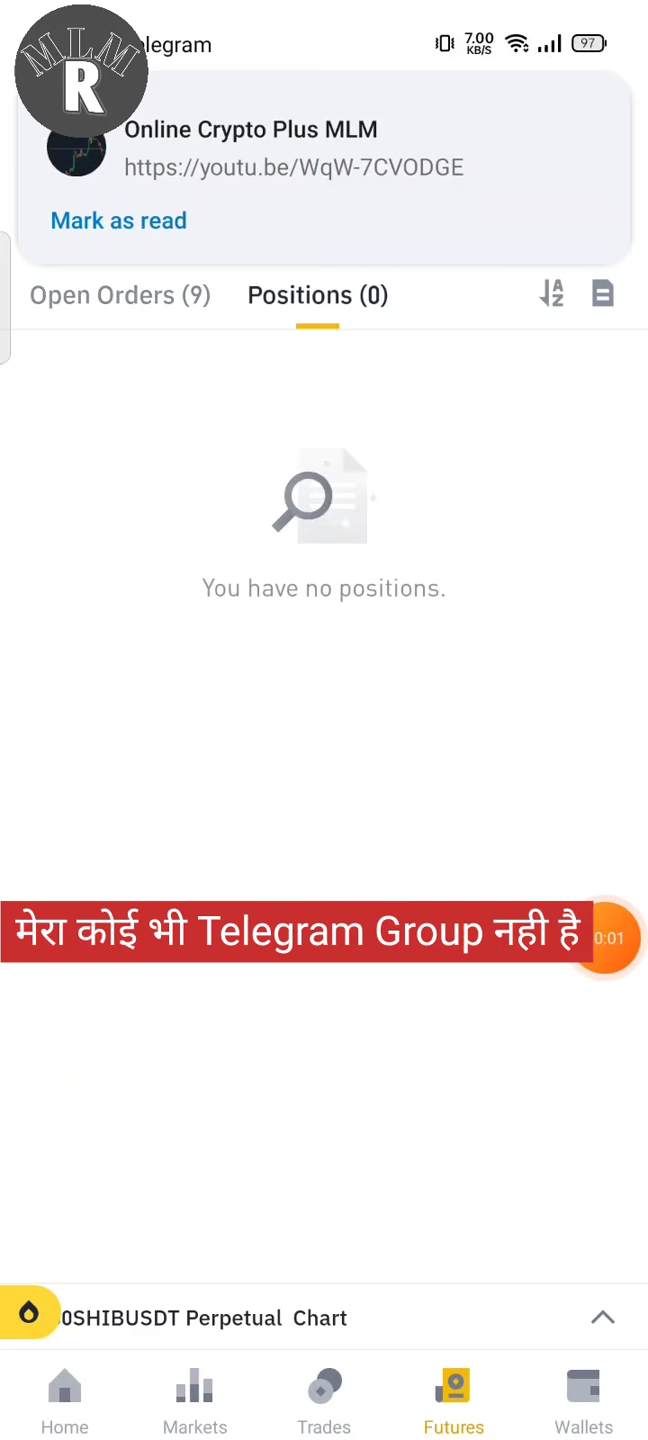 MLM
R
elegram
7.00
KB/S
97
Online Crypto Plus MLM
https://youtu.be/WqW-7CVODGE
Mark as read
Open Orders (9) Positions (0)
You have no positions.
मेरा कोई भी Telegram Group नही है
0:01
0SHIBUSDT Perpetual Chart
Home Markets Trades Futures Wallets